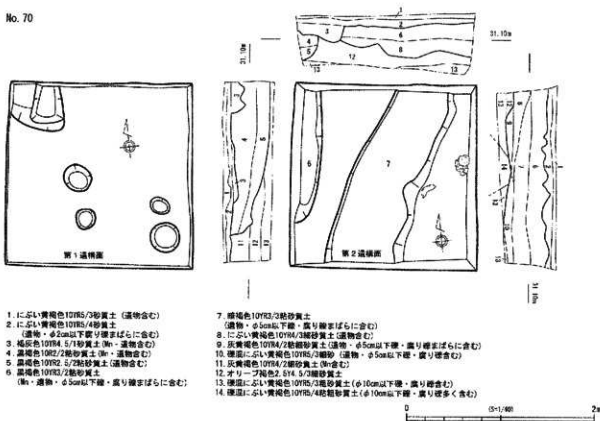 No. 70
31.10m
31.10m
第1遺構面
第2遺構面
31.10m
1. にぶい黄褐色10YR5/3砂質土（遺物含む）
2. にぶい黄褐色10YR5/4砂質土
（遺物・φ2cm以下腐り礫まばらに含む）
3. 褐灰色10YR4.5/1砂質土（Mn・遺物含む）
4. 黒褐色10R2/2粘砂質土（Mn・遺物含む）
5. 黒褐色10YR2.5/2粘砂質土（遺物含む）
6 黒褐色10YR3/2粘砂質土
（Mn・遺物・φ5cm以下礫・腐り礫まばらに含む）
7. 暗褐色10YR3/3粘砂質土
（遺物・φ5cm以下礫・腐り礫まばらに含む）
8. にぶい黄褐色10YR4/3細砂質土（遺物含む）
9. 灰黄褐色10YR4/2粘細砂質土（遺物・φ5cm以下礫・腐り礫まばらに含む）
10. 礫混にぶい黄褐色10YR5/3細砂（遺物・φ5cm以下礫・腐り礫含む）
11. 灰黄褐色10YR4/2細砂質土（Mn含む）
12. オリーブ褐色2.5Y4.5/3細砂質土
13. 礫混にぶい黄褐色10YR5/3粗砂質土（φ10cm以下礫・腐り礫含む）
14. 礫混にぶい黄褐色10YR5/4粘粗砂質土（φ10cm以下礫・腐り礫多く含む）
0 (S=1/80) 2m